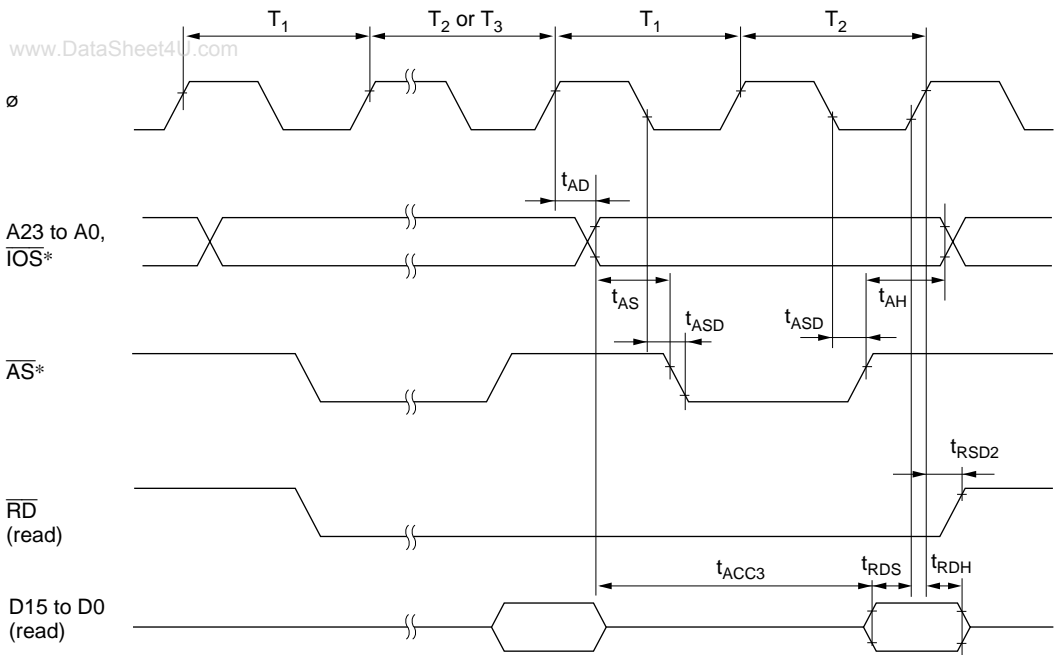 T1 T2 or T3 T1 T2
www.DataSheet4U.com
ø
tAD
A23 to A0,
IOS*
tAS tAH
tASD tASD
AS*
tRSD2
RD
(read)
tACC3 tRDS tRDH
D15 to D0
(read)